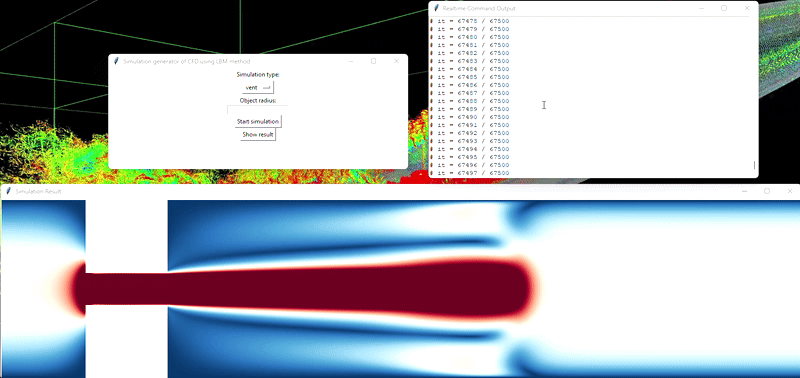 Simulation generator of CFD using LBM method
Simulation type:
vent
Object radius:
Start simulation
Show result
Realtime Command Output
# it = 67478 / 67500
# it = 67479 / 67500
# it = 67480 / 67500
# it = 67481 / 67500
# it = 67482 / 67500
# it = 67483 / 67500
# it = 67484 / 67500
# it = 67485 / 67500
# it = 67486 / 67500
# it = 67487 / 67500
# it = 67488 / 67500
# it = 67489 / 67500
# it = 67490 / 67500
# it = 67491 / 67500
# it = 67492 / 67500
# it = 67493 / 67500
# it = 67494 / 67500
# it = 67495 / 67500
# it = 67496 / 67500
# it = 67497 / 67500
Simulation Result